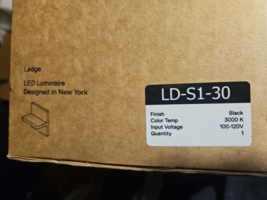 Ledge
LED Luminaire
Designed in New York
LD-S1-30
Finish Black
Color Temp 3000 K
Input Voltage 100-120V
Quantity 1